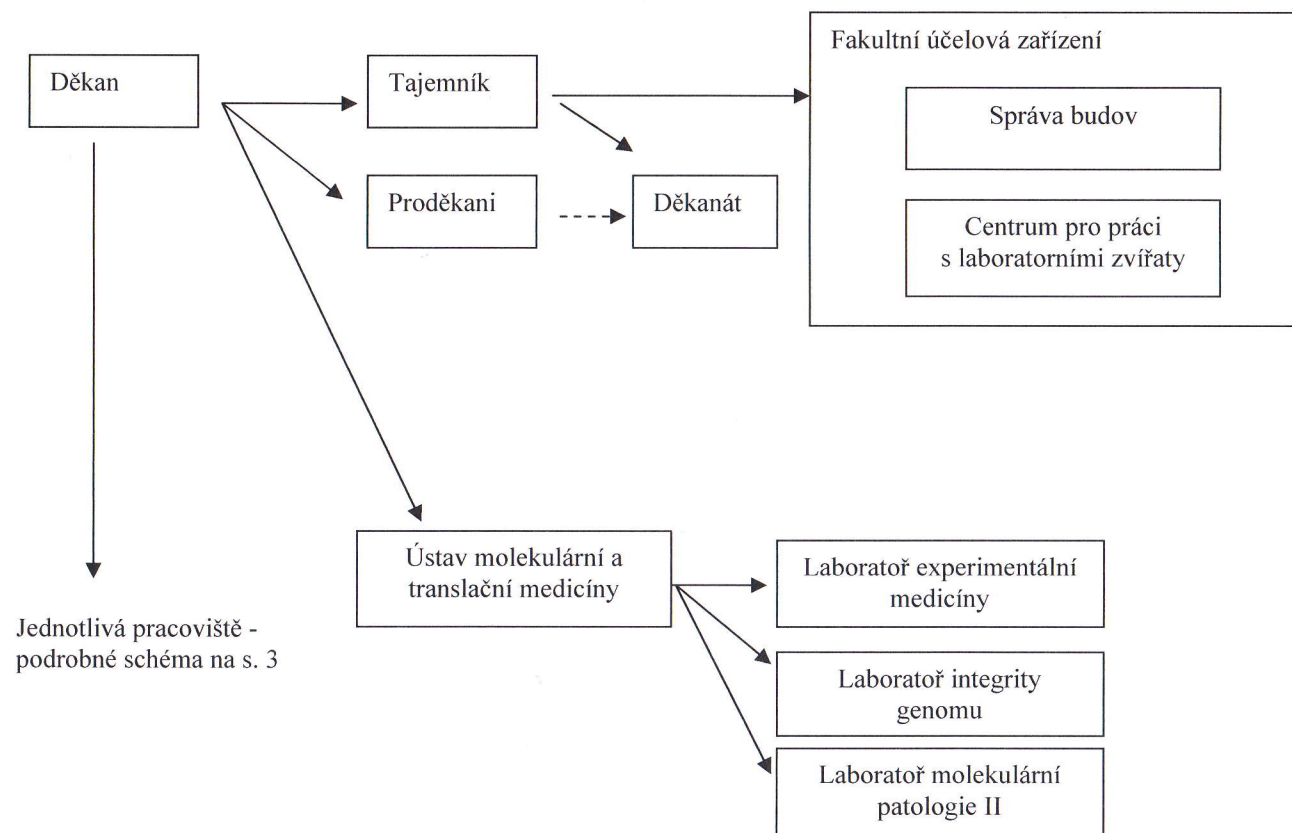 Fakultní účelová zařízení
Děkan
Tajemník
Správa budov
Proděkani
Děkanát
Centrum pro práci
s laboratorními zvířaty
Ústav molekulární a
translační medicíny
Laboratoř experimentální
medicíny
Jednotlivá pracoviště -
podrobné schéma na s. 3
Laboratoř integrity
genomu
Laboratoř molekulární
patologie II